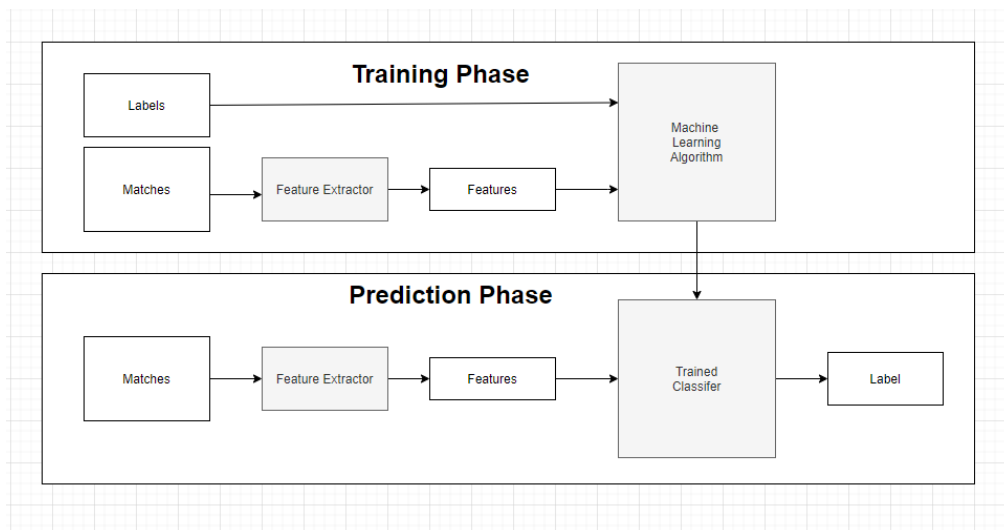 Training Phase
Labels
Machine
Learning
Algorithm
Matches
Feature Extractor
Features
Prediction Phase
Matches
Feature Extractor
Features
Trained
Classifer
Label